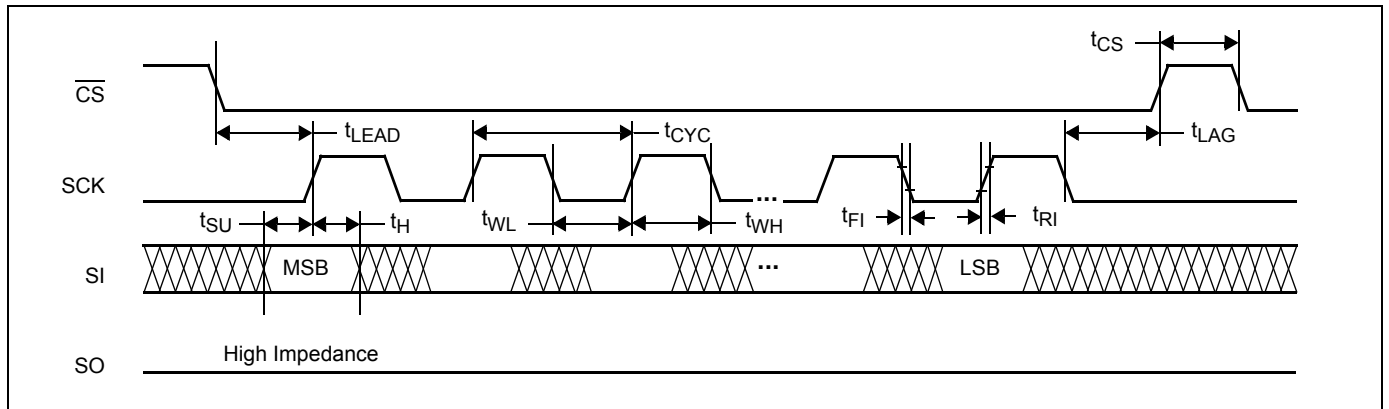 tCS
CS
tLEAD
tCYC
tLAG
SCK
...
tSU
tH
tWL
tWH
tFI
tRI
SI
MSB
...
LSB
High Impedance
SO